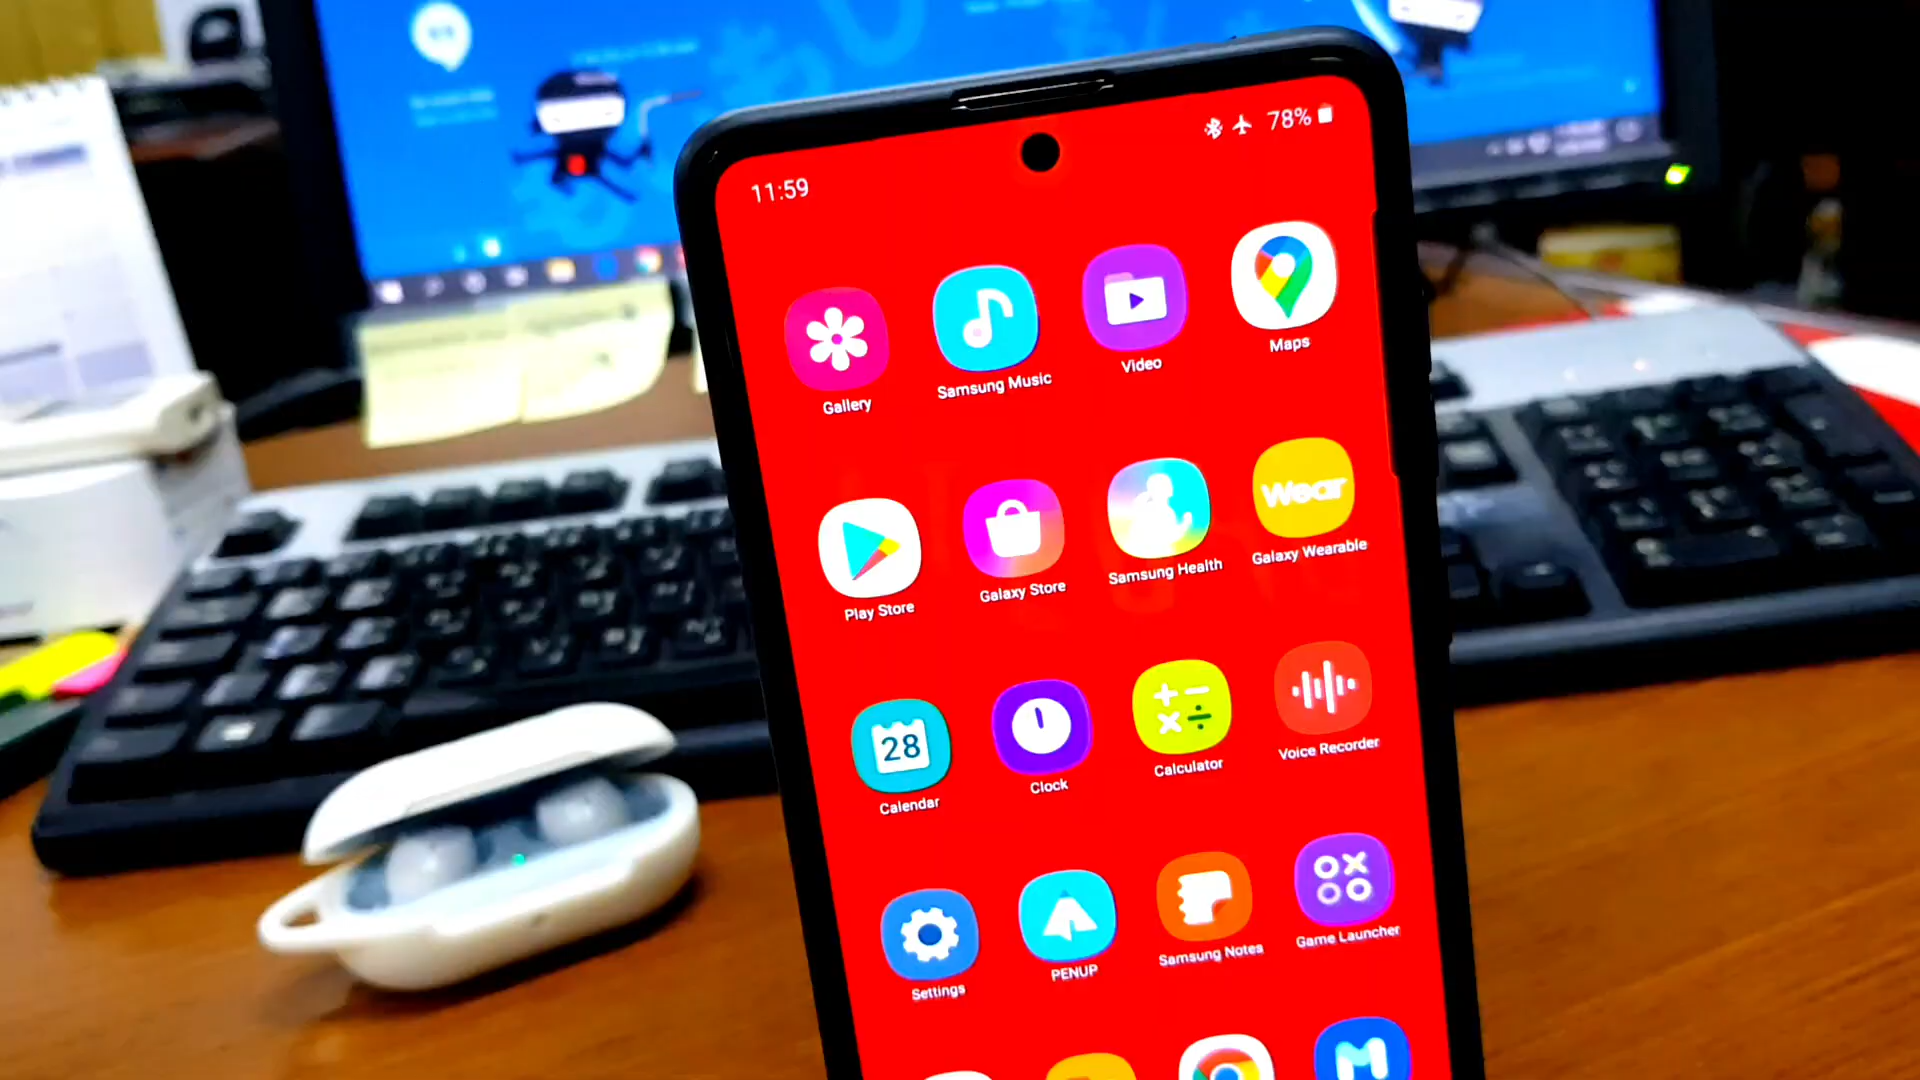 11:59
78%
Gallery
Samsung Music
Video
Maps
Play Store
Galaxy Store
Samsung Health
Wear
Galaxy Wearable
28
Calendar
Clock
Calculator
Voice Recorder
Settings
PENUP
Samsung Notes
Game Launcher